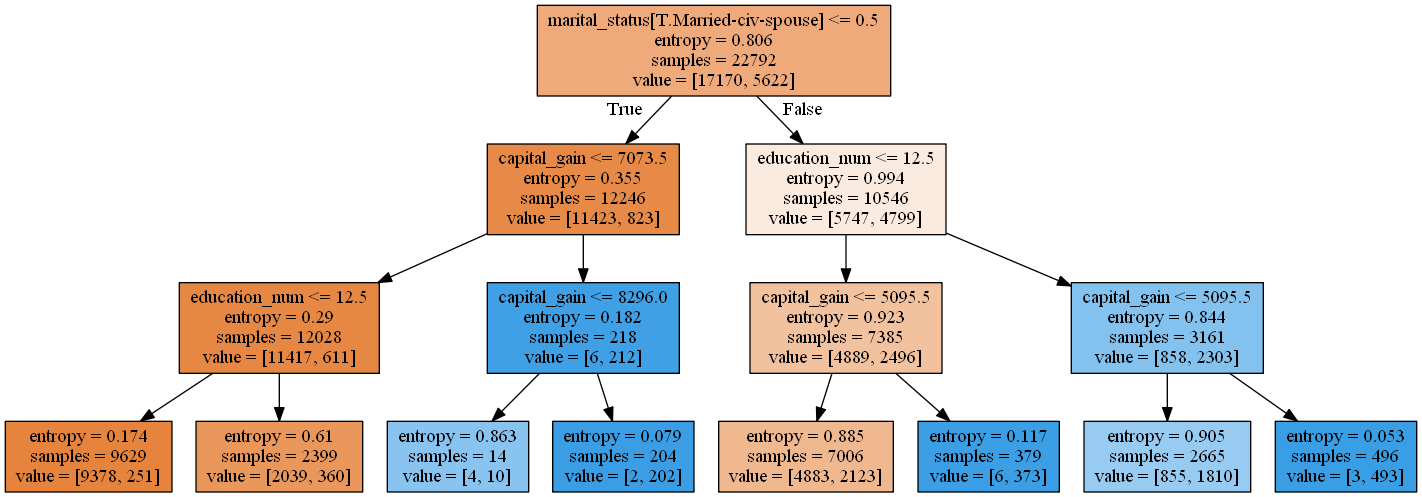 marital_status[T.Married-civ-spouse] <= 0.5
entropy = 0.806
samples = 22792
value = [17170, 5622]
True
False
capital_gain <= 7073.5
entropy = 0.355
samples = 12246
value = [11423, 823]
education_num <= 12.5
entropy = 0.994
samples = 10546
value = [5747, 4799]
education_num <= 12.5
entropy = 0.29
samples = 12028
value = [11417, 611]
capital_gain <= 8296.0
entropy = 0.182
samples = 218
value = [6, 212]
capital_gain <= 5095.5
entropy = 0.923
samples = 7385
value = [4889, 2496]
capital_gain <= 5095.5
entropy = 0.844
samples = 3161
value = [858, 2303]
entropy = 0.174
samples = 9629
value = [9378, 251]
entropy = 0.61
samples = 2399
value = [2039, 360]
entropy = 0.863
samples = 14
value = [4, 10]
entropy = 0.079
samples = 204
value = [2, 202]
entropy = 0.885
samples = 7006
value = [4883, 2123]
entropy = 0.117
samples = 379
value = [6, 373]
entropy = 0.905
samples = 2665
value = [855, 1810]
entropy = 0.053
samples = 496
value = [3, 493]